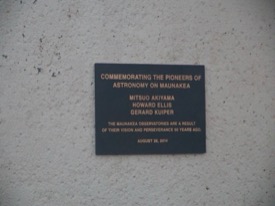 COMMEMORATING THE PIONEERS OF
ASTRONOMY ON MAUNAKEA
MITSUO AKIYAMA
HOWARD ELLIS
GERARD KUIPER
THE MAUNAKEA OBSERVATORIES ARE A RESULT
OF THEIR VISION AND PERSEVERANCE 50 YEARS AGO.
AUGUST